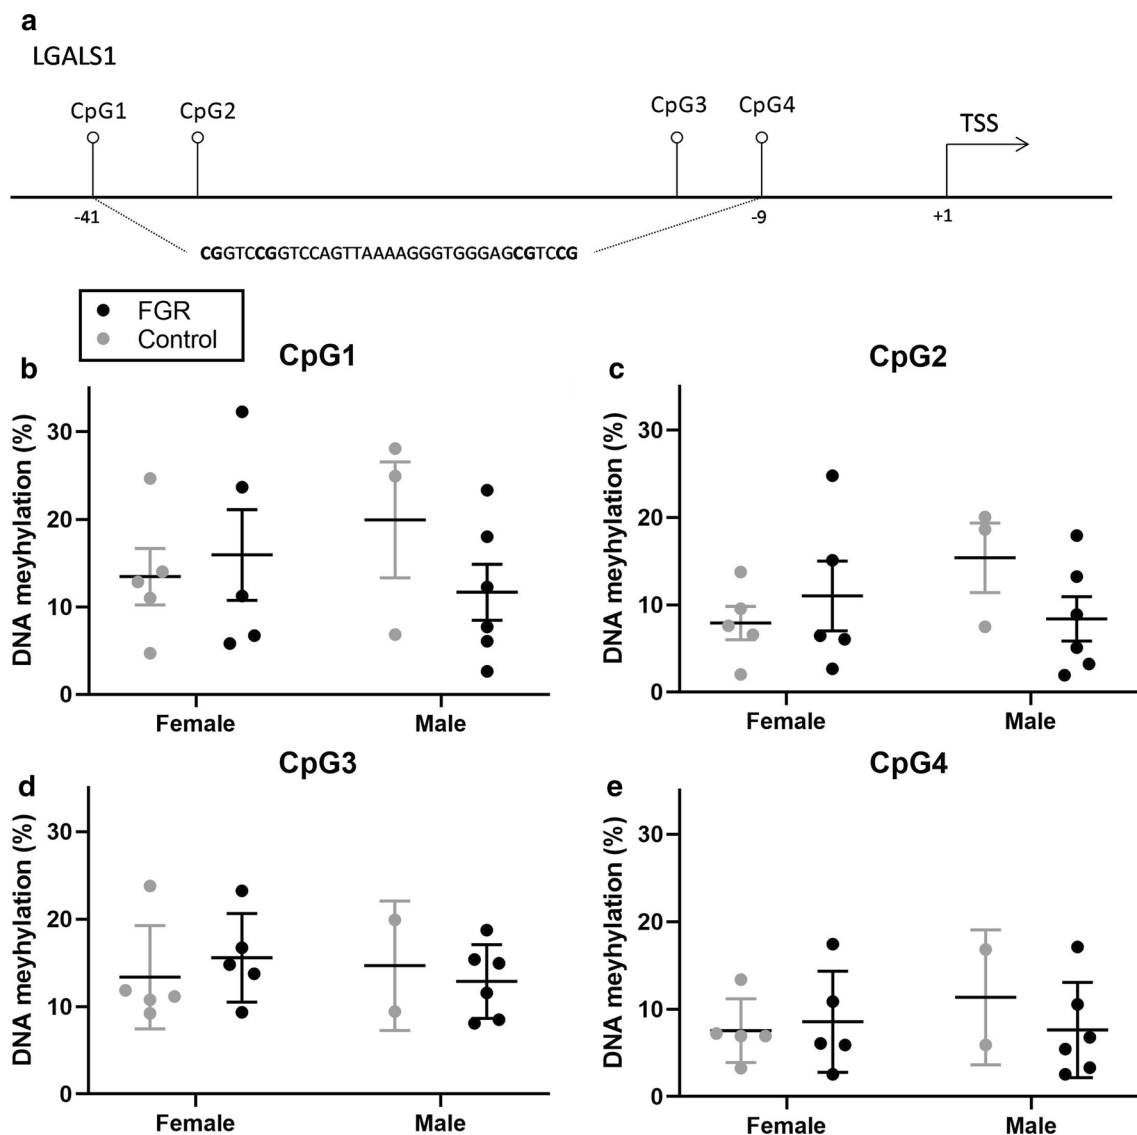 a
LGALS1
CpG1 CpG2 CpG3 CpG4 TSS
-41 -9 +1
CGGTCCGGTCCAGTTAAAAGGGTGGGAGCGTCCG
FGR
Control
b CpG1
DNA meyhylation (%)
30
20
10
0
Female Male
c CpG2
DNA meyhylation (%)
30
20
10
0
Female Male
d CpG3
DNA meyhylation (%)
30
20
10
0
Female Male
e CpG4
DNA meyhylation (%)
30
20
10
0
Female Male